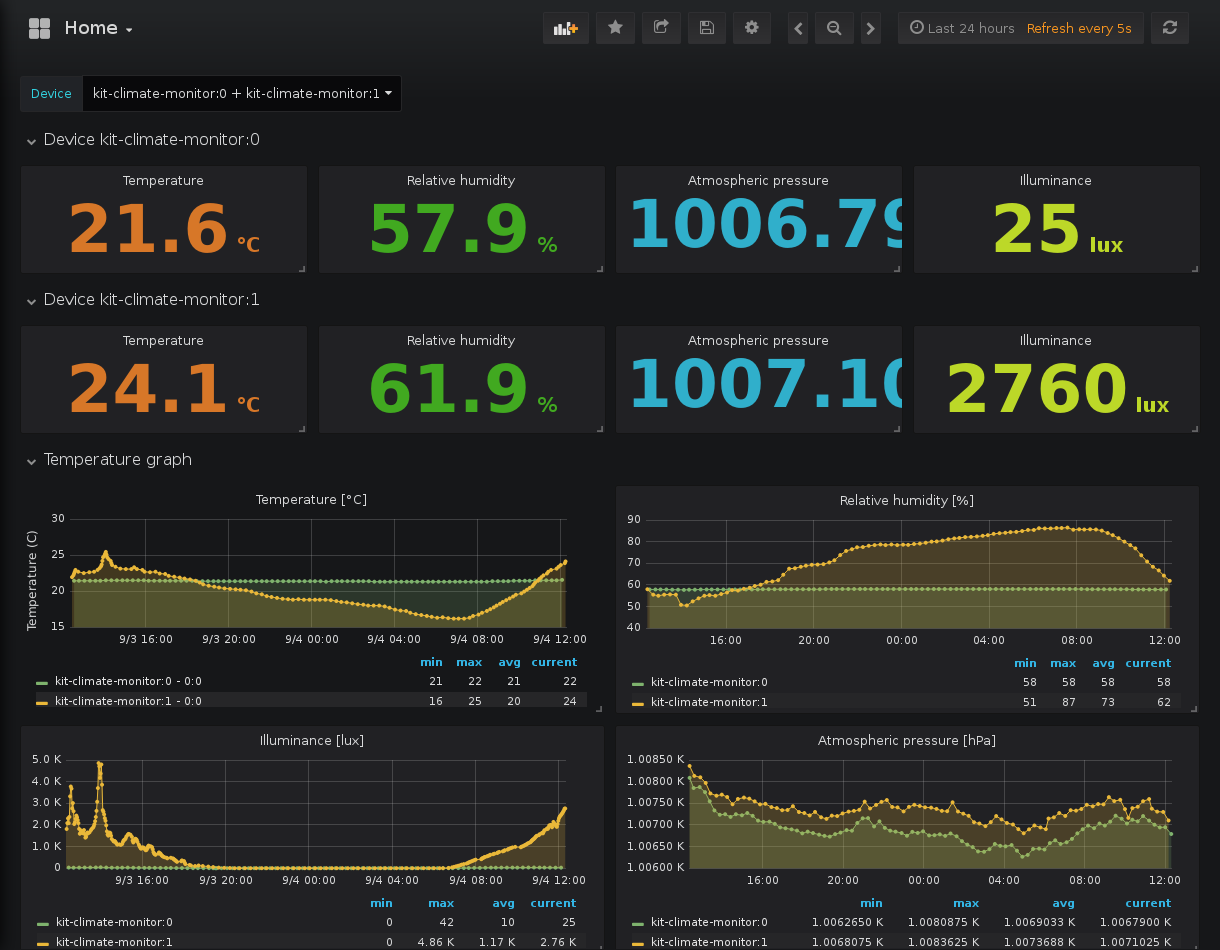 Home
Last 24 hours Refresh every 5s
Device kit-climate-monitor:0 + kit-climate-monitor:1
Device kit-climate-monitor:0
Temperature Relative humidity Atmospheric pressure Illuminance
21.6 °C 57.9 % 1006.79 25 lux
Device kit-climate-monitor:1
Temperature Relative humidity Atmospheric pressure Illuminance
24.1 °C 61.9 % 1007.10 2760 lux
Temperature graph
Temperature [°C]
Temperature (C)
30
25
20
15
9/3 16:00 9/3 20:00 9/4 00:00 9/4 04:00 9/4 08:00 9/4 12:00
min max avg current
kit-climate-monitor:0 - 0:0 21 22 21 22
kit-climate-monitor:1 - 0:0 16 25 20 24
Relative humidity [%]
90
80
70
60
50
40
16:00 20:00 00:00 04:00 08:00 12:00
min max avg current
kit-climate-monitor:0 58 58 58 58
kit-climate-monitor:1 51 87 73 62
Illuminance [lux]
5.0 K
4.0 K
3.0 K
2.0 K
1.0 K
0
9/3 16:00 9/3 20:00 9/4 00:00 9/4 04:00 9/4 08:00 9/4 12:00
min max avg current
kit-climate-monitor:0 0 42 10 25
kit-climate-monitor:1 0 4.86 K 1.17 K 2.76 K
Atmospheric pressure [hPa]
1.00850 K
1.00800 K
1.00750 K
1.00700 K
1.00650 K
1.00600 K
16:00 20:00 00:00 04:00 08:00 12:00
min max avg current
kit-climate-monitor:0 1.0062650 K 1.0080875 K 1.0069033 K 1.0067900 K
kit-climate-monitor:1 1.0068075 K 1.0083625 K 1.0073688 K 1.0071025 K